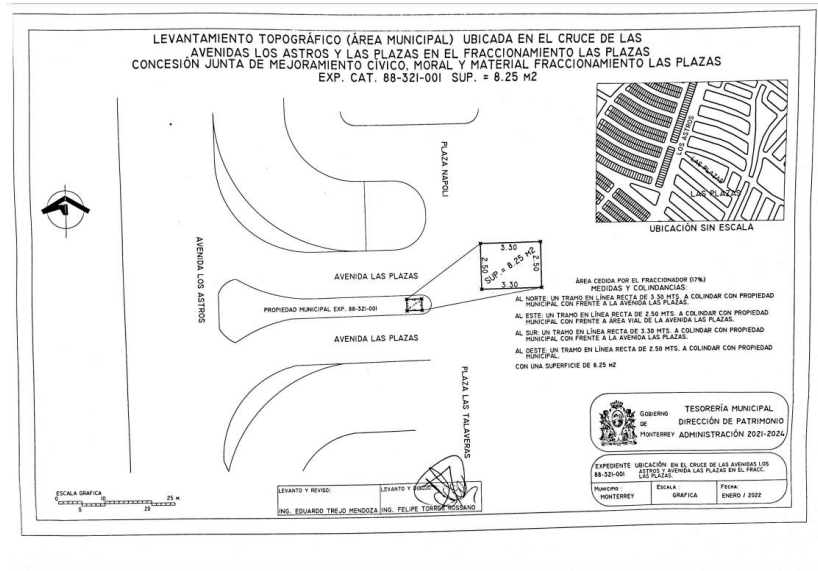 LEVANTAMIENTO TOPOGRÁFICO (ÁREA MUNICIPAL) UBICADA EN EL CRUCE DE LAS
AVENIDAS LOS ASTROS Y LAS PLAZAS EN EL FRACCIONAMIENTO LAS PLAZAS
CONCESIÓN JUNTA DE MEJORAMIENTO CÍVICO, MORAL Y MATERIAL FRACCIONAMIENTO LAS PLAZAS
EXP. CAT. 88-321-001 SUP. = 8.25 M2
PLAZA NAPOLI
LOS ASTROS
LAS PLAZAS
LAS PLAZAS
UBICACIÓN SIN ESCALA
AVENIDA LOS ASTROS
AVENIDA LAS PLAZAS
3.30
2.50
SUP. = 8.25 M2
2.50
3.30
PROPIEDAD MUNICIPAL EXP. 88-321-001
AVENIDA LAS PLAZAS
PLAZA LAS TALAVERAS
ÁREA CEDIDA POR EL FRACCIONADOR (17%)
MEDIDAS Y COLINDANCIAS:
AL NORTE: UN TRAMO EN LÍNEA RECTA DE 3.30 MTS. A COLINDAR CON PROPIEDAD
MUNICIPAL CON FRENTE A LA AVENIDA LAS PLAZAS.
AL ESTE: UN TRAMO EN LÍNEA RECTA DE 2.50 MTS. A COLINDAR CON PROPIEDAD
MUNICIPAL CON FRENTE A ÁREA VIAL DE LA AVENIDA LAS PLAZAS.
AL SUR: UN TRAMO EN LÍNEA RECTA DE 3.30 MTS. A COLINDAR CON PROPIEDAD
MUNICIPAL CON FRENTE A LA AVENIDA LAS PLAZAS.
AL OESTE: UN TRAMO EN LÍNEA RECTA DE 2.50 MTS. A COLINDAR CON PROPIEDAD
MUNICIPAL.
CON UNA SUPERFICIE DE 8.25 M2
GOBIERNO
DE
MONTERREY
TESORERÍA MUNICIPAL
DIRECCIÓN DE PATRIMONIO
ADMINISTRACIÓN 2021-2024
EXPEDIENTE
88-321-001
UBICACIÓN: EN EL CRUCE DE LAS AVENIDAS LOS
ASTROS Y AVENIDA LAS PLAZAS EN EL FRACC.
LAS PLAZAS.
MUNICIPIO :
MONTERREY
ESCALA :
GRAFICA
FECHA:
ENERO / 2022
ESCALA GRAFICA
0 10 25 M
5 20
LEVANTO Y REVISO:
ING. EDUARDO TREJO MENDOZA
LEVANTO Y DIBUJO:
ING. FELIPE TORRES ROSSANO